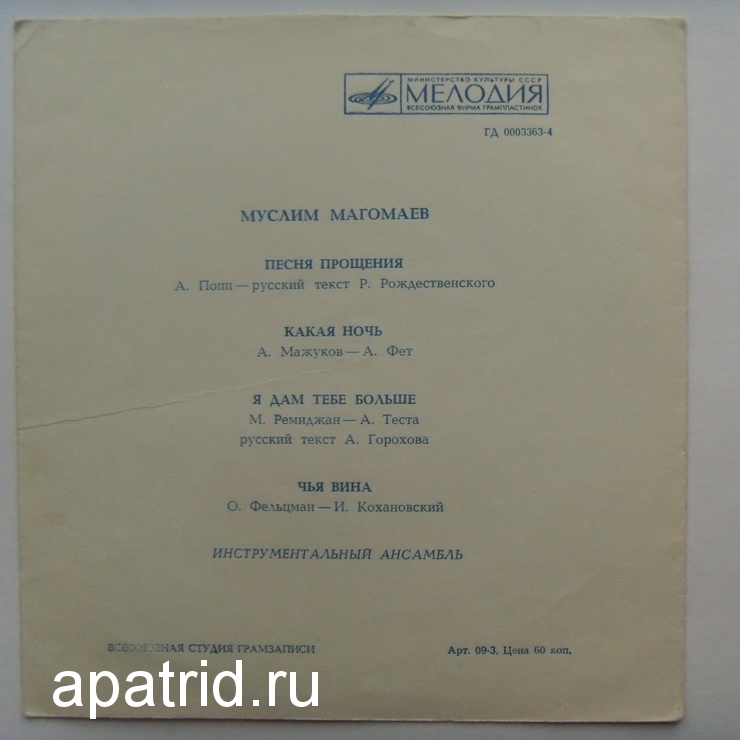 МИНИСТЕРСТВО КУЛЬТУРЫ СССР
МЕЛОДИЯ
ВСЕСОЮЗНАЯ ФИРМА ГРАМПЛАСТИНОК
ГД 0003363-4
МУСЛИМ МАГОМАЕВ
ПЕСНЯ ПРОЩЕНИЯ
А. Попп — русский текст Р. Рождественского
КАКАЯ НОЧЬ
А. Мажуков — А. Фет
Я ДАМ ТЕБЕ БОЛЬШЕ
М. Ремиджан — А. Теста
русский текст А. Горохова
ЧЬЯ ВИНА
О. Фельцман — И. Кохановский
ИНСТРУМЕНТАЛЬНЫЙ АНСАМБЛЬ
ВСЕСОЮЗНАЯ СТУДИЯ ГРАМЗАПИСИ
Арт. 09-3. Цена 60 коп.
apatrid.ru